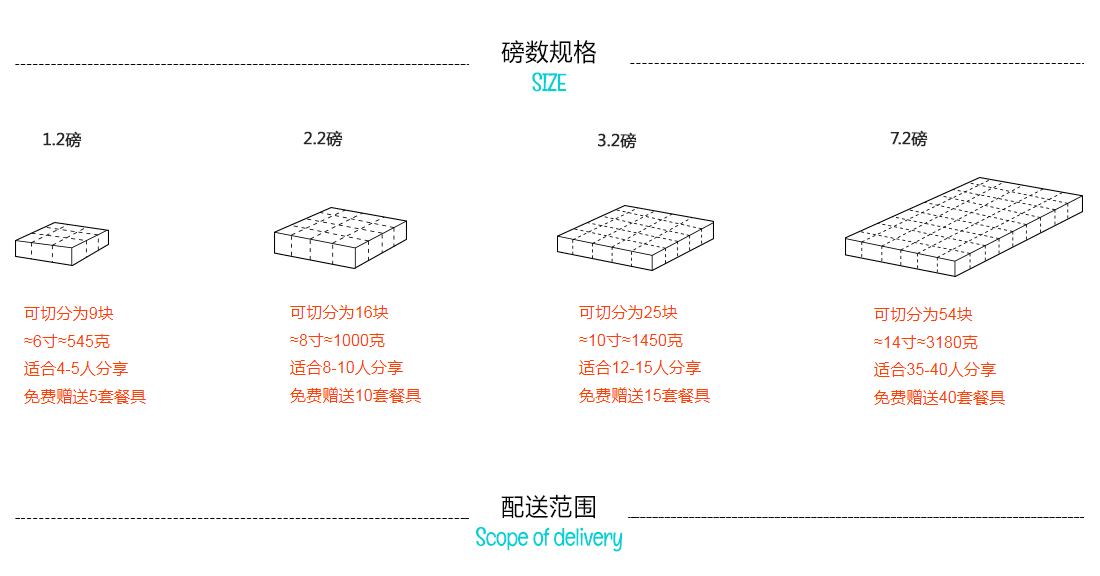 磅数规格
SIZE
1.2磅
2.2磅
3.2磅
7.2磅
可切分为9块
≈6寸≈545克
适合4-5人分享
免费赠送5套餐具
可切分为16块
≈8寸≈1000克
适合8-10人分享
免费赠送10套餐具
可切分为25块
≈10寸≈1450克
适合12-15人分享
免费赠送15套餐具
可切分为54块
≈14寸≈3180克
适合35-40人分享
免费赠送40套餐具
配送范围
Scope of delivery